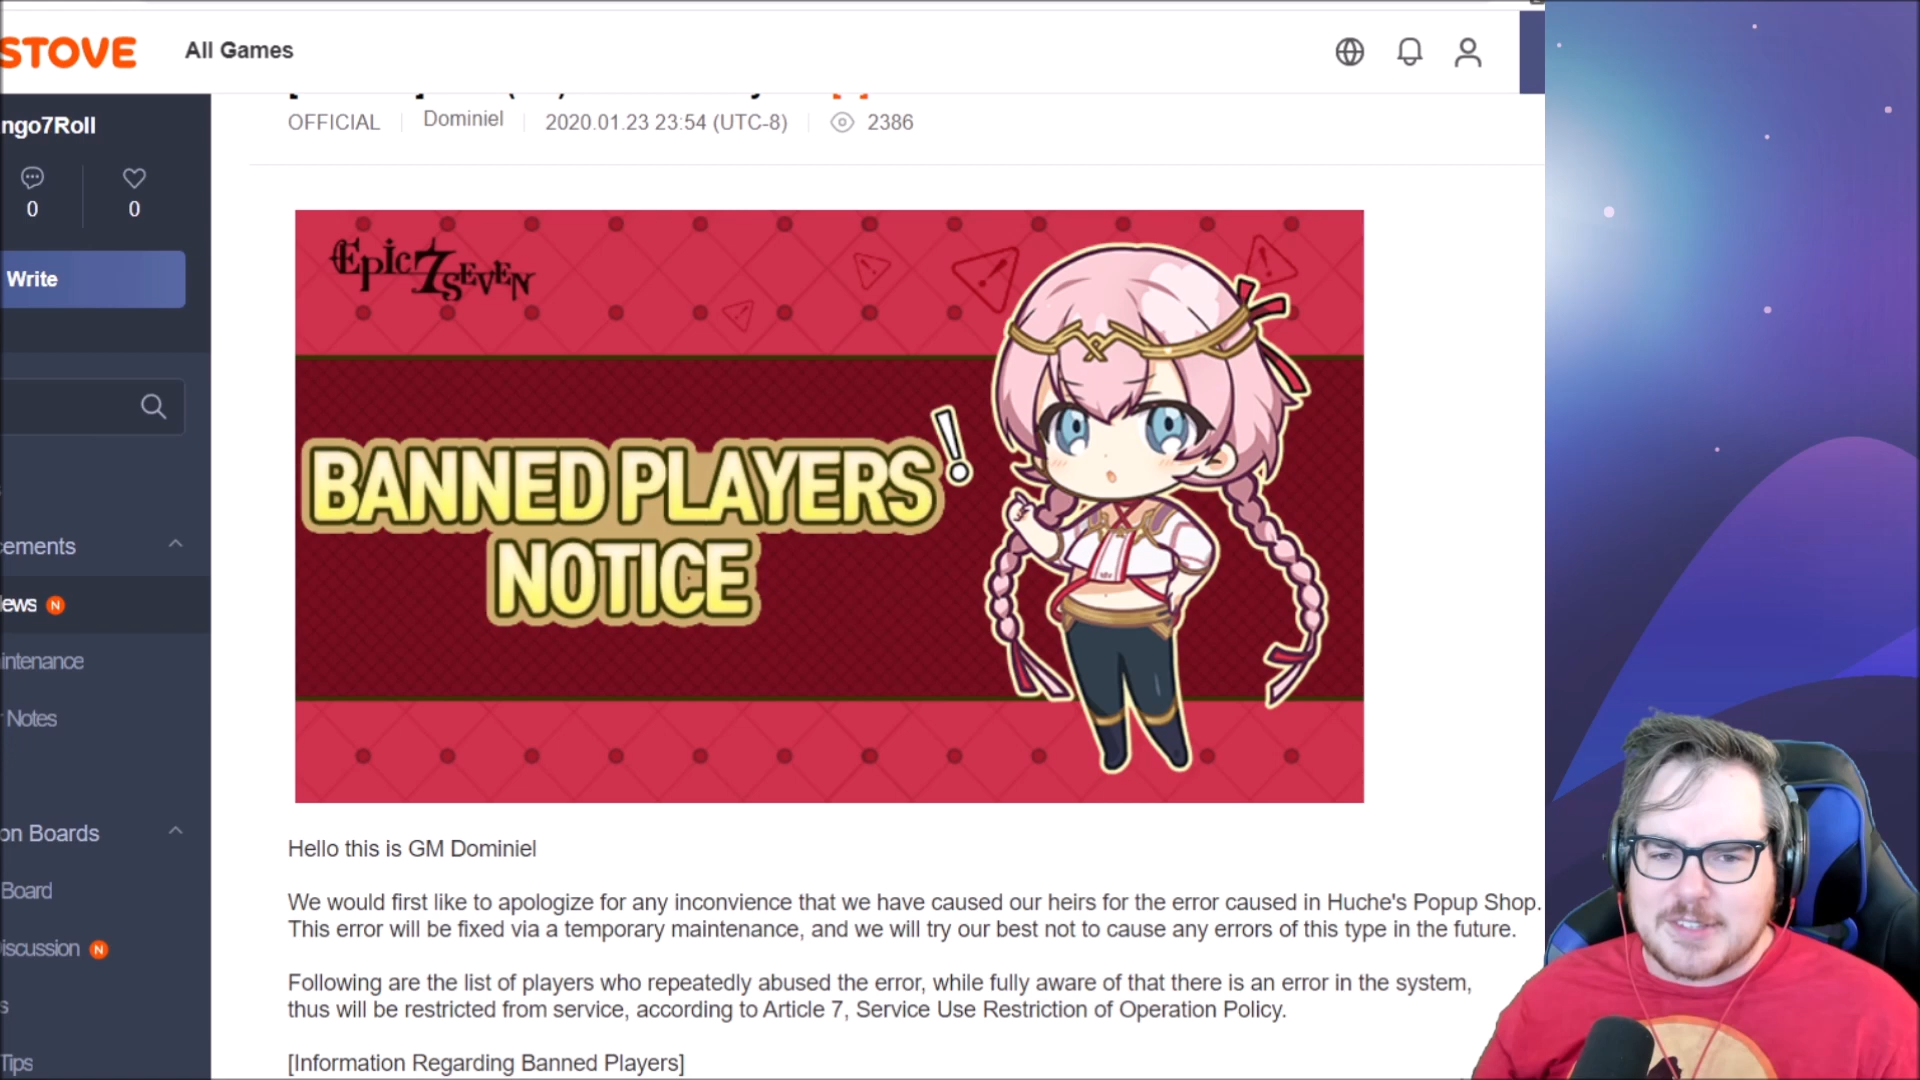 STOVE
All Games
ngo7Roll
OFFICIAL
Dominiel
2020.01.23 23:54 (UTC-8)
2386
0
0
Write
Epic 7 SEVEN
BANNED PLAYERS!
NOTICE
cements
ews N
intenance
Notes
on Boards
Board
iscussion N
s
Tips
Hello this is GM Dominiel
We would first like to apologize for any inconvience that we have caused our heirs for the error caused in Huche's Popup Shop.
This error will be fixed via a temporary maintenance, and we will try our best not to cause any errors of this type in the future.
Following are the list of players who repeatedly abused the error, while fully aware of that there is an error in the system,
thus will be restricted from service, according to Article 7, Service Use Restriction of Operation Policy.
[Information Regarding Banned Players]